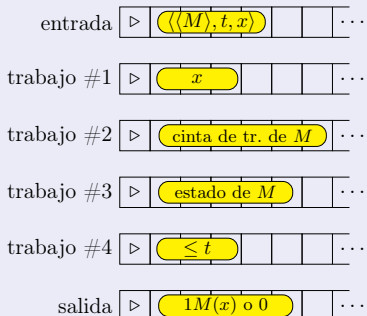 entrada ▷ ⟨⟨M⟩, t, x⟩ ···
trabajo #1 ▷ x ···
trabajo #2 ▷ cinta de tr. de M ···
trabajo #3 ▷ estado de M ···
trabajo #4 ▷ ≤ t ···
salida ▷ 1M(x) o 0 ···